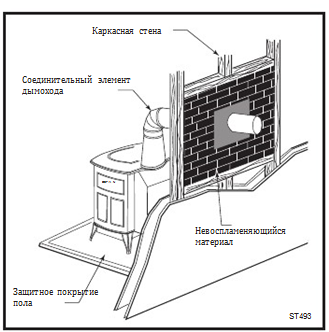 Каркасная стена
Соединительный элемент
дымохода
Невоспламеняющийся
материал
Защитное покрытие
пола
ST493